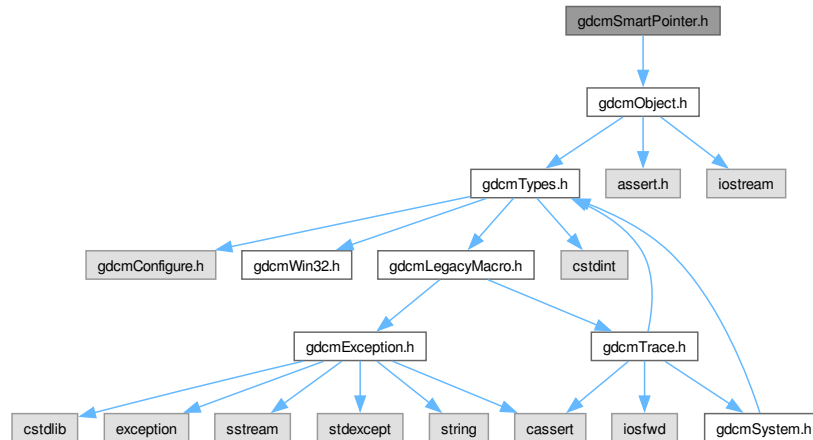 gdcmSmartPointer.h
gdcmObject.h
gdcmTypes.h
assert.h
iostream
gdcmConfigure.h
gdcmWin32.h
gdcmLegacyMacro.h
cstdint
gdcmException.h
gdcmTrace.h
cstdlib
exception
sstream
stdexcept
string
cassert
iosfwd
gdcmSystem.h